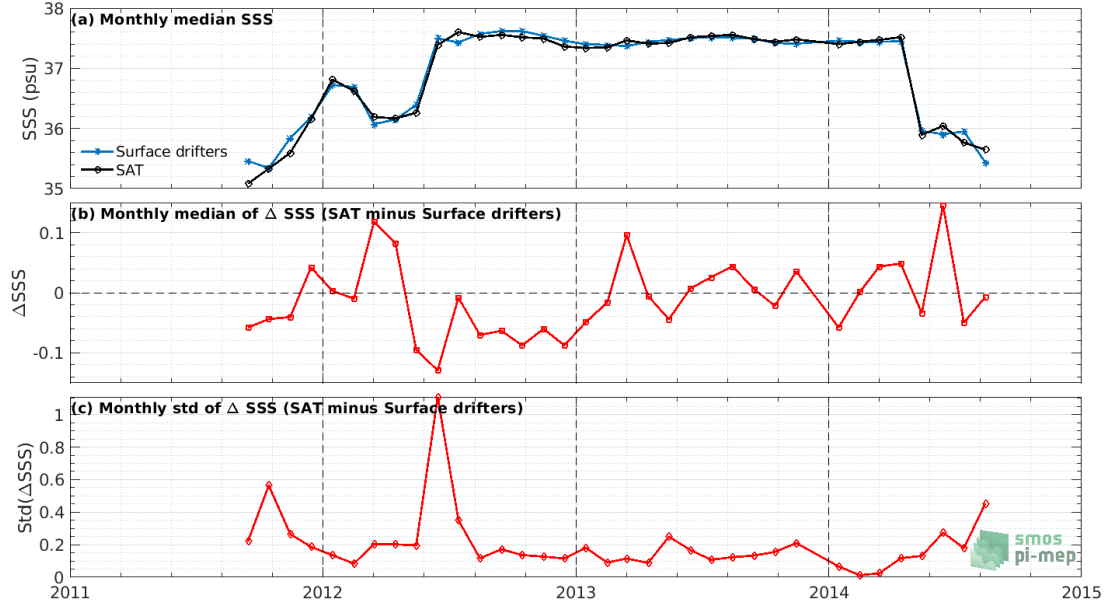 38
(a) Monthly median SSS
37
SSS (psu)
36
Surface drifters
SAT
35
(b) Monthly median of Δ SSS (SAT minus Surface drifters)
0.1
0
ΔSSS
-0.1
(c) Monthly std of Δ SSS (SAT minus Surface drifters)
1
0.8
0.6
Std(ΔSSS)
0.4
0.2
0
smos
pi-mep
2011
2012
2013
2014
2015